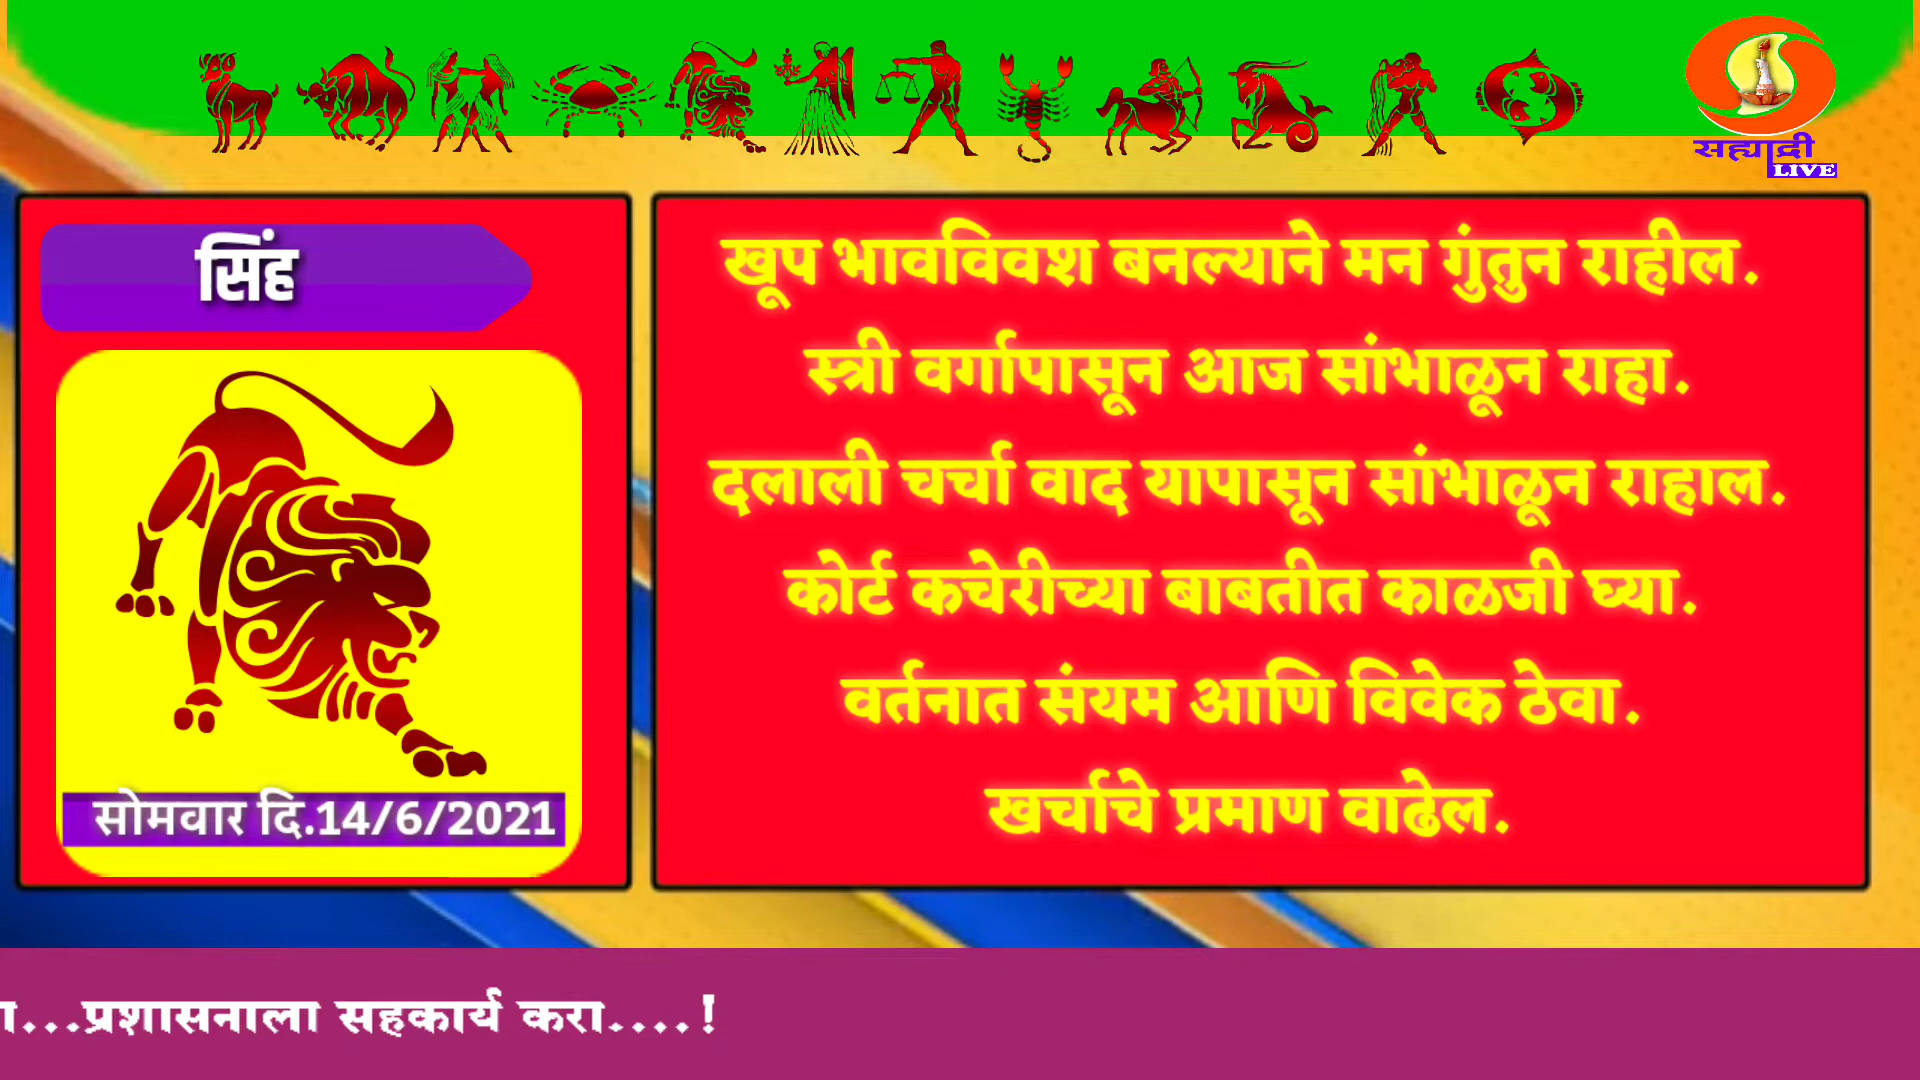 सह्याद्री
LIVE
सिंह
खूप भावविवश बनल्याने मन गुंतुन राहील.
स्त्री वर्गापासून आज सांभाळून राहा.
दलाली चर्चा वाद यापासून सांभाळून राहाल.
कोर्ट कचेरीच्या बाबतीत काळजी घ्या.
वर्तनात संयम आणि विवेक ठेवा.
खर्चाचे प्रमाण वाढेल.
सोमवार दि.14/6/2021
...प्रशासनाला सहकार्य करा....!